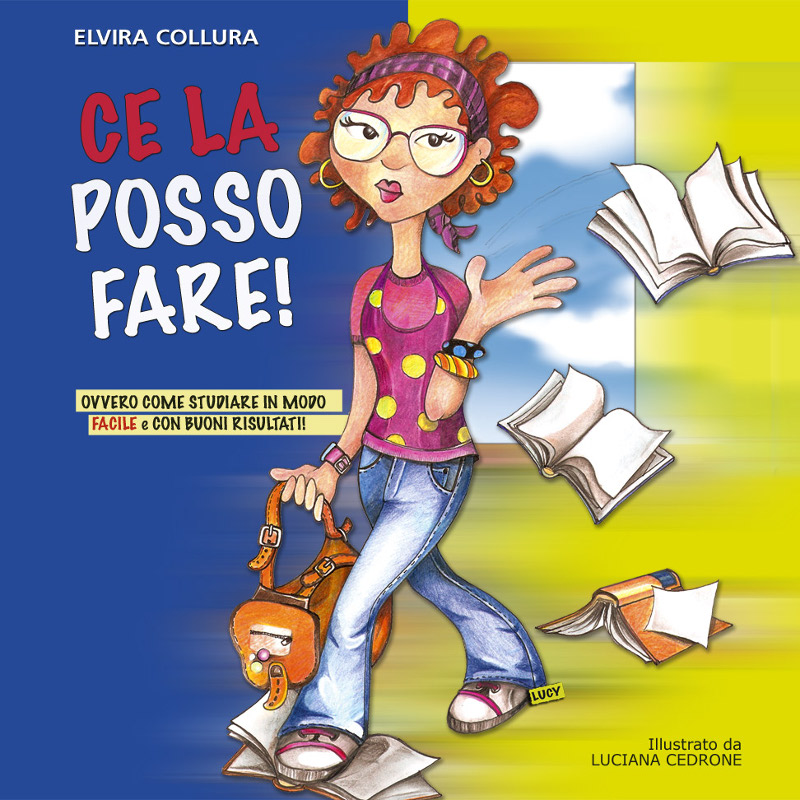 ELVIRA COLLURA
CE LA
POSSO
FARE!
OVVERO COME STUDIARE IN MODO
FACILE e CON BUONI RISULTATI!
LUCY
Illustrato da
LUCIANA CEDRONE